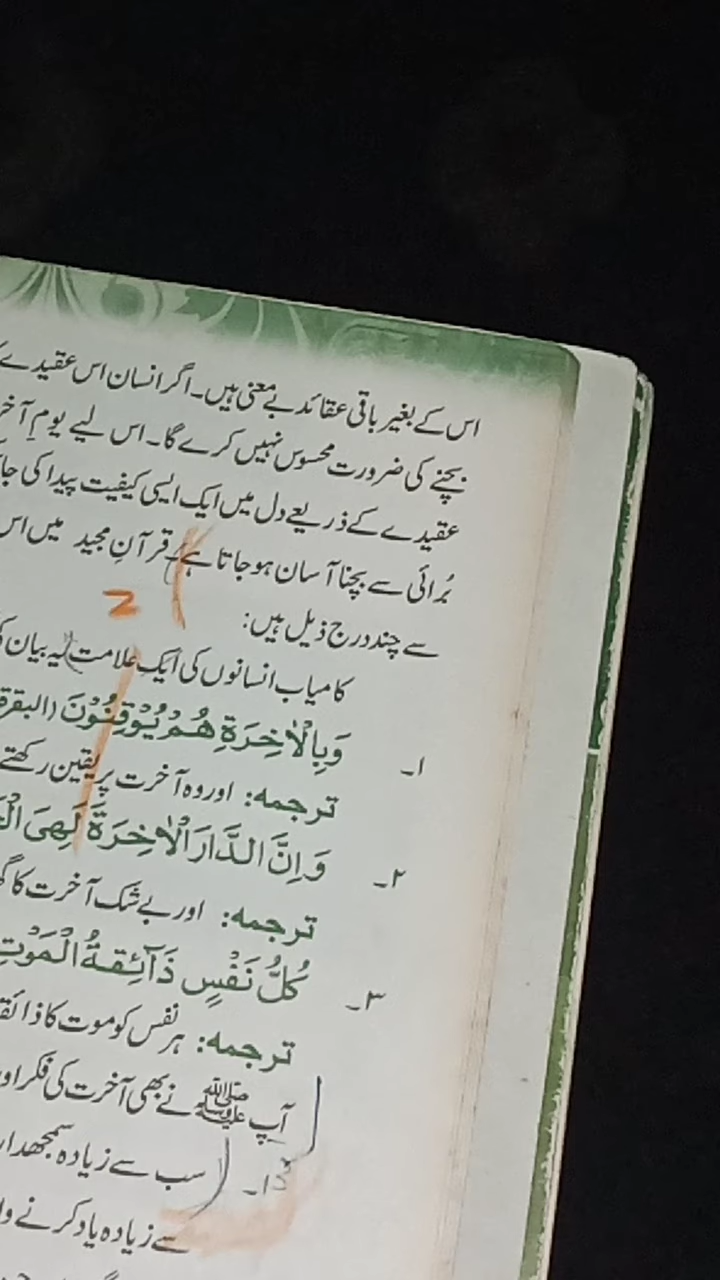 اس کے بغیر باقی عقائد بے معنی ہیں۔ اگر انسان اس عقیدے
بچنے کی ضرورت محسوس نہیں کرے گا۔ اس لیے یومِ آخر
عقیدے کے ذریعے دل میں ایک ایسی کیفیت پیدا کی جا
بُرائی سے بچنا آسان ہو جاتا ہے۔ قرآنِ مجید میں اس
2
سے چند درج ذیل ہیں:
کامیاب انسانوں کی ایک علامت یہ بیان
۱۔ وَبِالْاٰخِرَةِ هُمْ يُوْقِنُوْنَ (البقرة
ترجمہ: اور وہ آخرت پر یقین رکھتے
۲۔ وَاِنَّ الدَّارَ الْاٰخِرَةَ لَهِىَ
ترجمہ: اور بے شک آخرت کا
۳۔ كُلُّ نَفْسٍ ذَآئِقَةُ الْمَوْتِ
ترجمہ: ہر نفس کو موت کا
آپ ﷺ نے بھی آخرت کی فکر
۱۔ سب سے زیادہ سمجھدار
سے زیادہ یاد کرنے